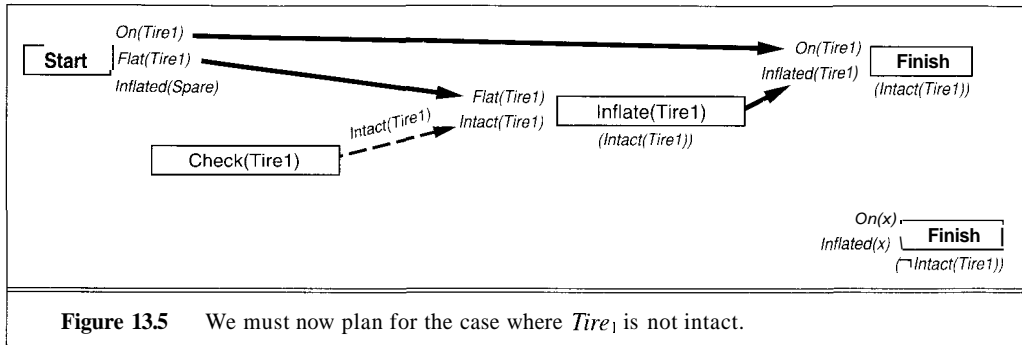 On(Tire1)
Start
Flat(Tire1)
Inflated(Spare)
On(Tire1)
Inflated(Tire1)
Finish
(Intact(Tire1))
Flat(Tire1)
Intact(Tire1)
Inflate(Tire1)
(Intact(Tire1))
Intact(Tire1)
Check(Tire1)
On(x)
Inflated(x)
Finish
(¬Intact(Tire1))
Figure 13.5 We must now plan for the case where Tire₁ is not intact.